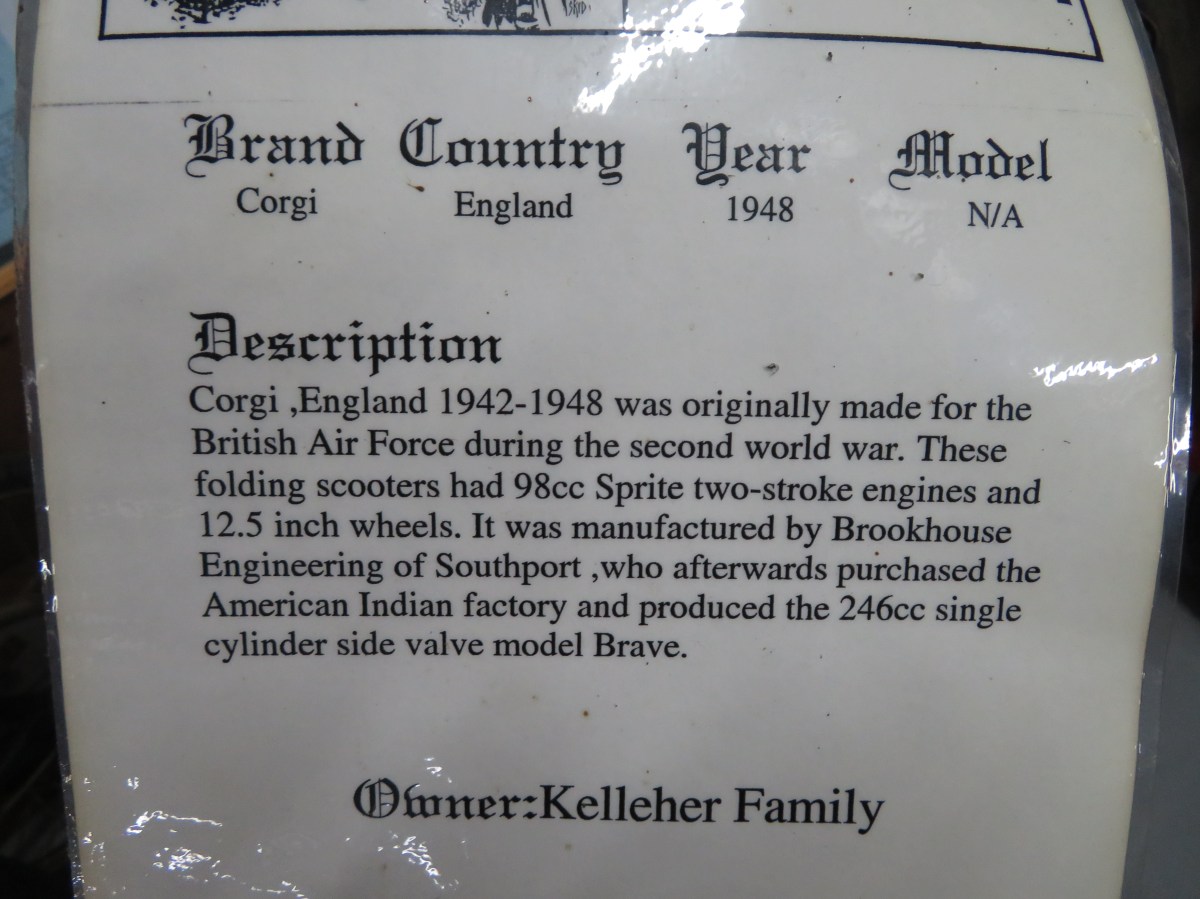 Brand Country Year Model
Corgi England 1948 N/A
Description
Corgi ,England 1942-1948 was originally made for the
British Air Force during the second world war. These
folding scooters had 98cc Sprite two-stroke engines and
12.5 inch wheels. It was manufactured by Brookhouse
Engineering of Southport ,who afterwards purchased the
American Indian factory and produced the 246cc single
cylinder side valve model Brave.
Owner:Kelleher Family